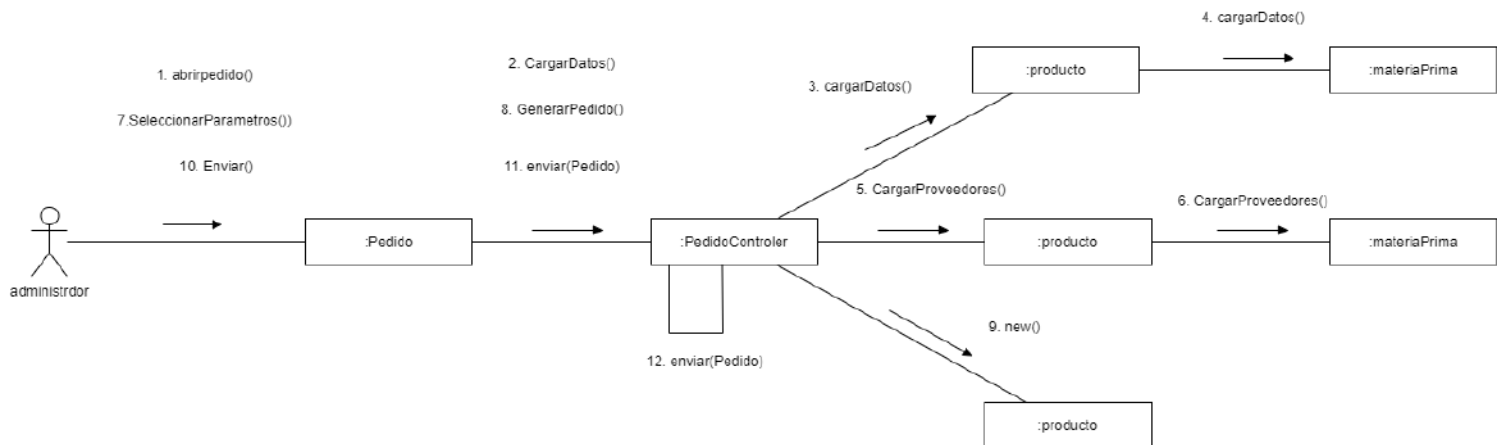 4. cargarDatos()
1. abrirpedido()
2. CargarDatos()
:producto
:materiaPrima
3. cargarDatos()
7.SeleccionarParametros())
8. GenerarPedido()
10. Enviar()
11. enviar(Pedido)
5. CargarProveedores()
6. CargarProveedores()
:Pedido
:PedidoControler
:producto
:materiaPrima
administrdor
9. new()
12. enviar(Pedido)
:producto